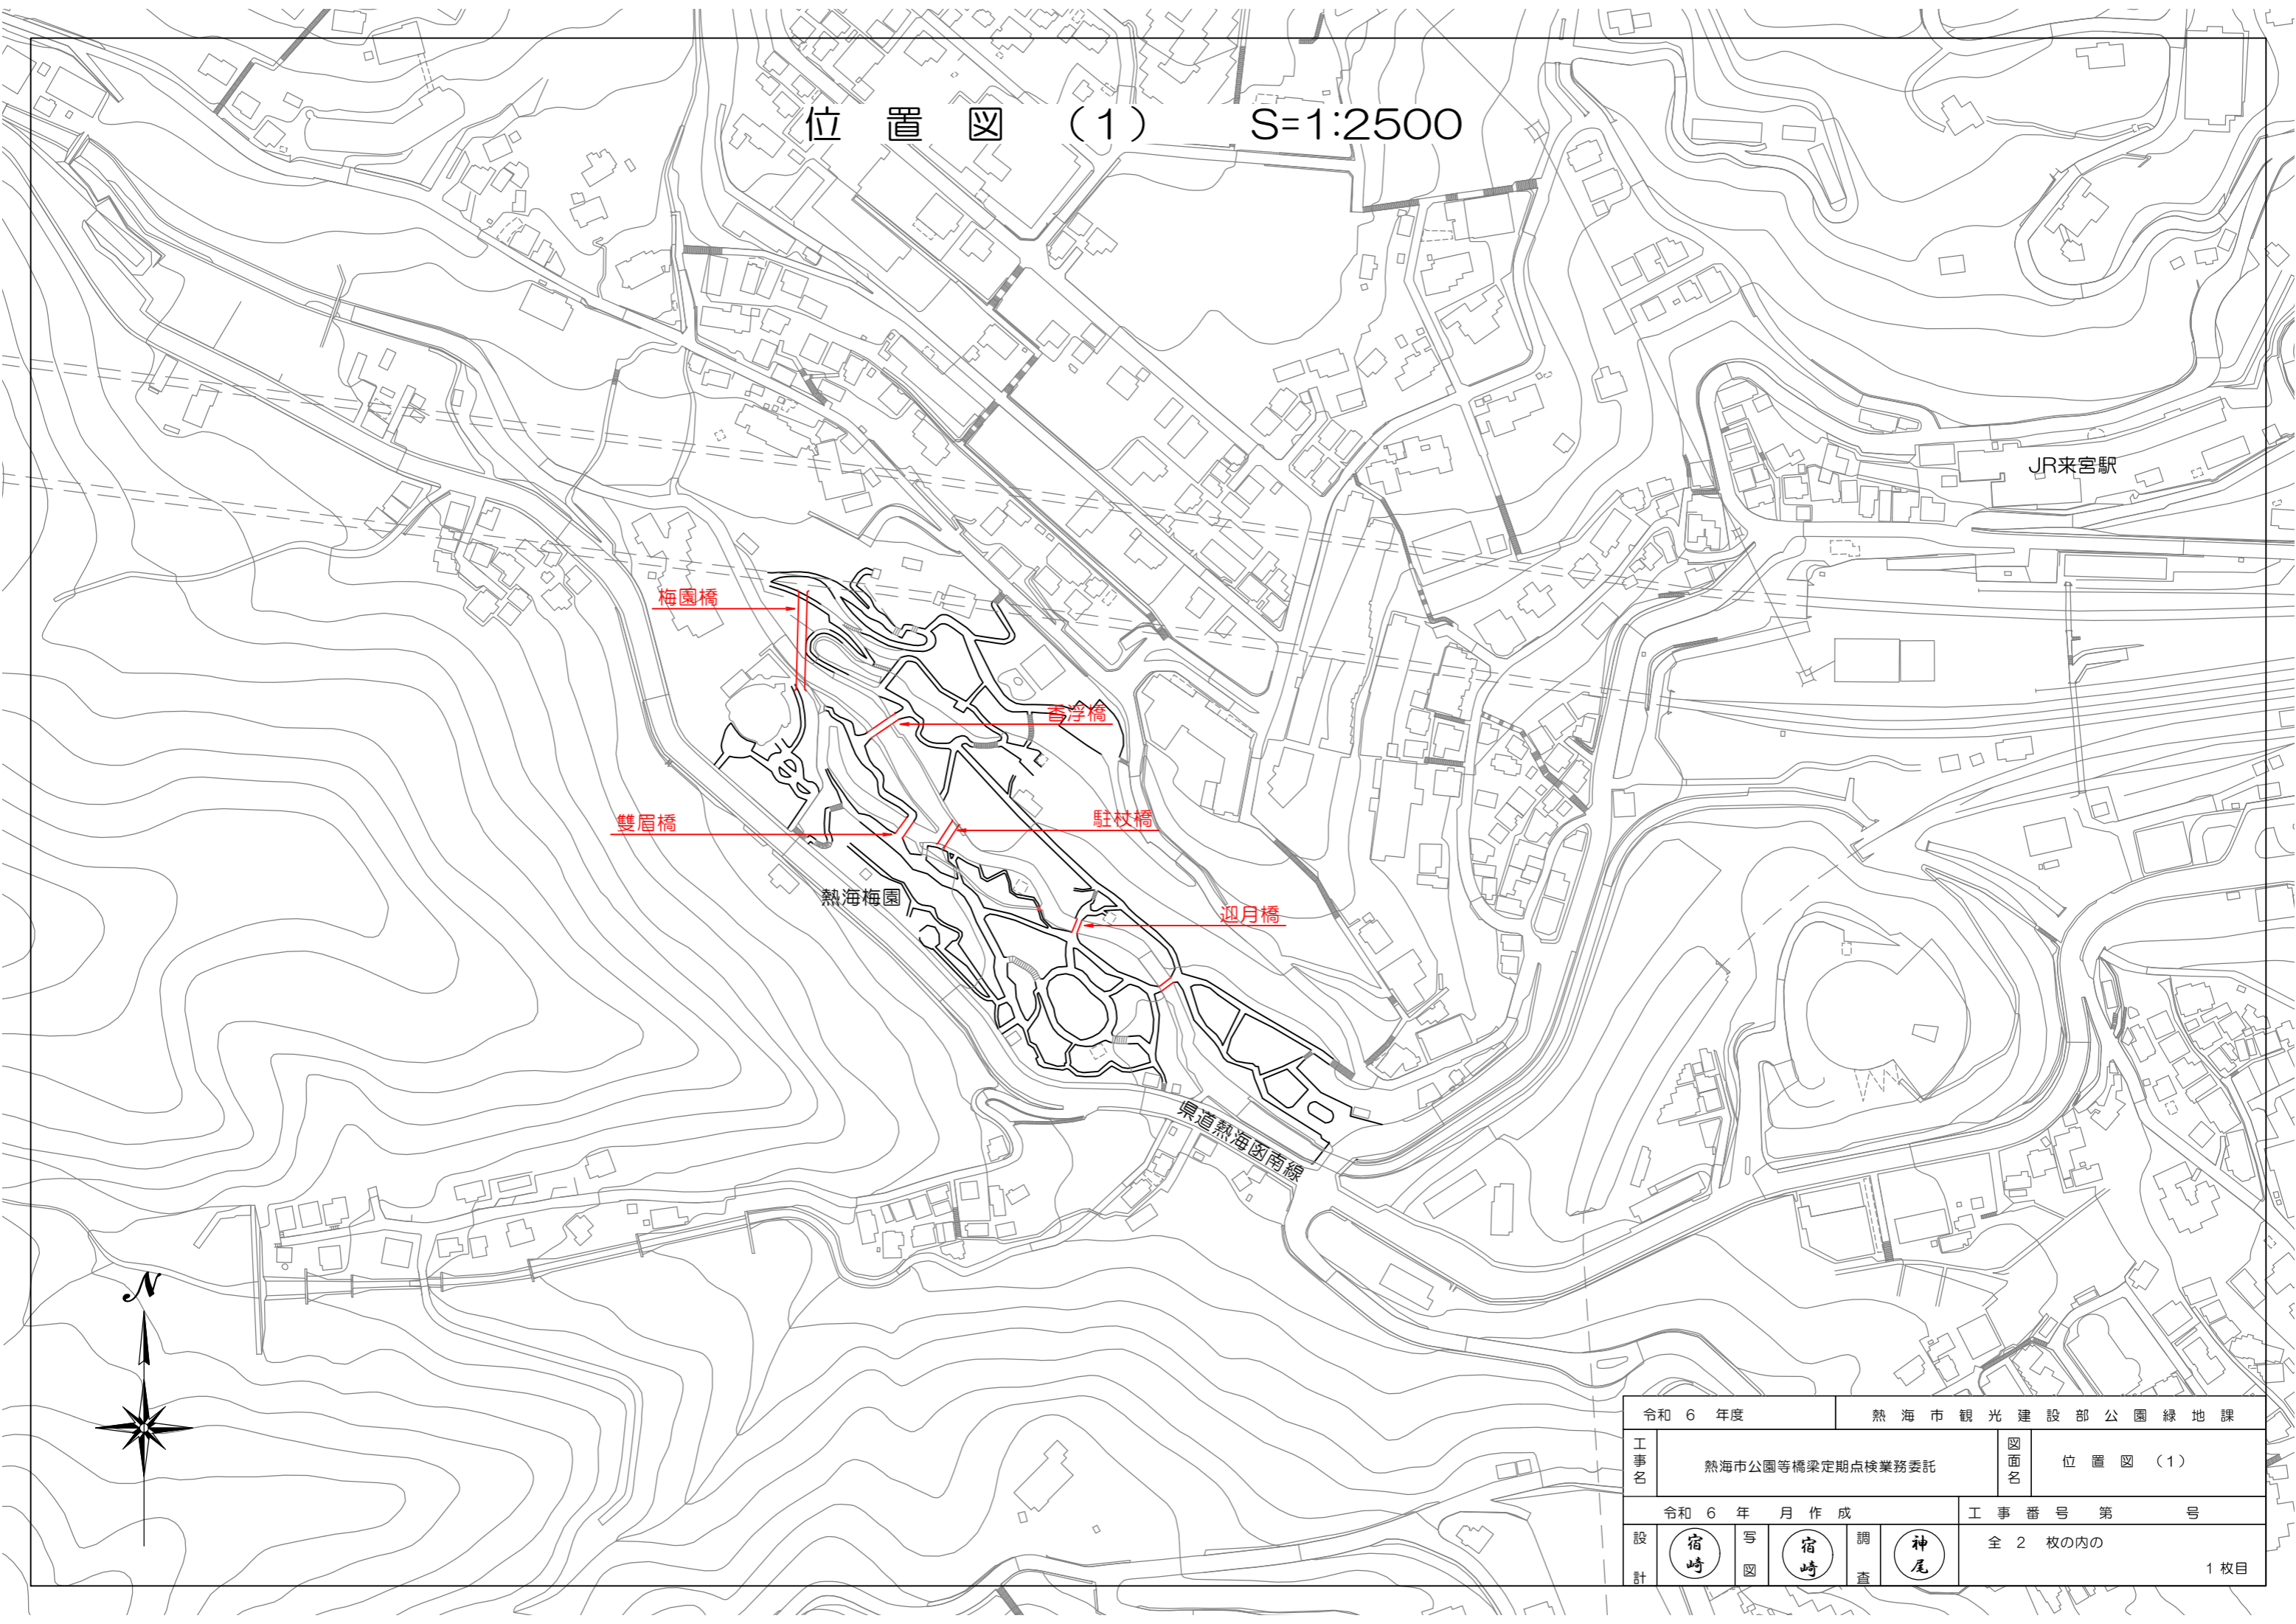 位置図 (1) S=1:2500
JR来宮駅
梅園橋
香浮橋
雙眉橋
駐杖橋
熱海梅園
迎月橋
県道熱海函南線
N
令和 6 年度 熱海市観光建設部公園緑地課
工事名 熱海市公園等橋梁定期点検業務委託 図面名 位置図 (1)
令和 6 年 月作成 工事番号 第 号
設計 宿崎 写図 宿崎 調査 神尾 全 2 枚の内の
1 枚目